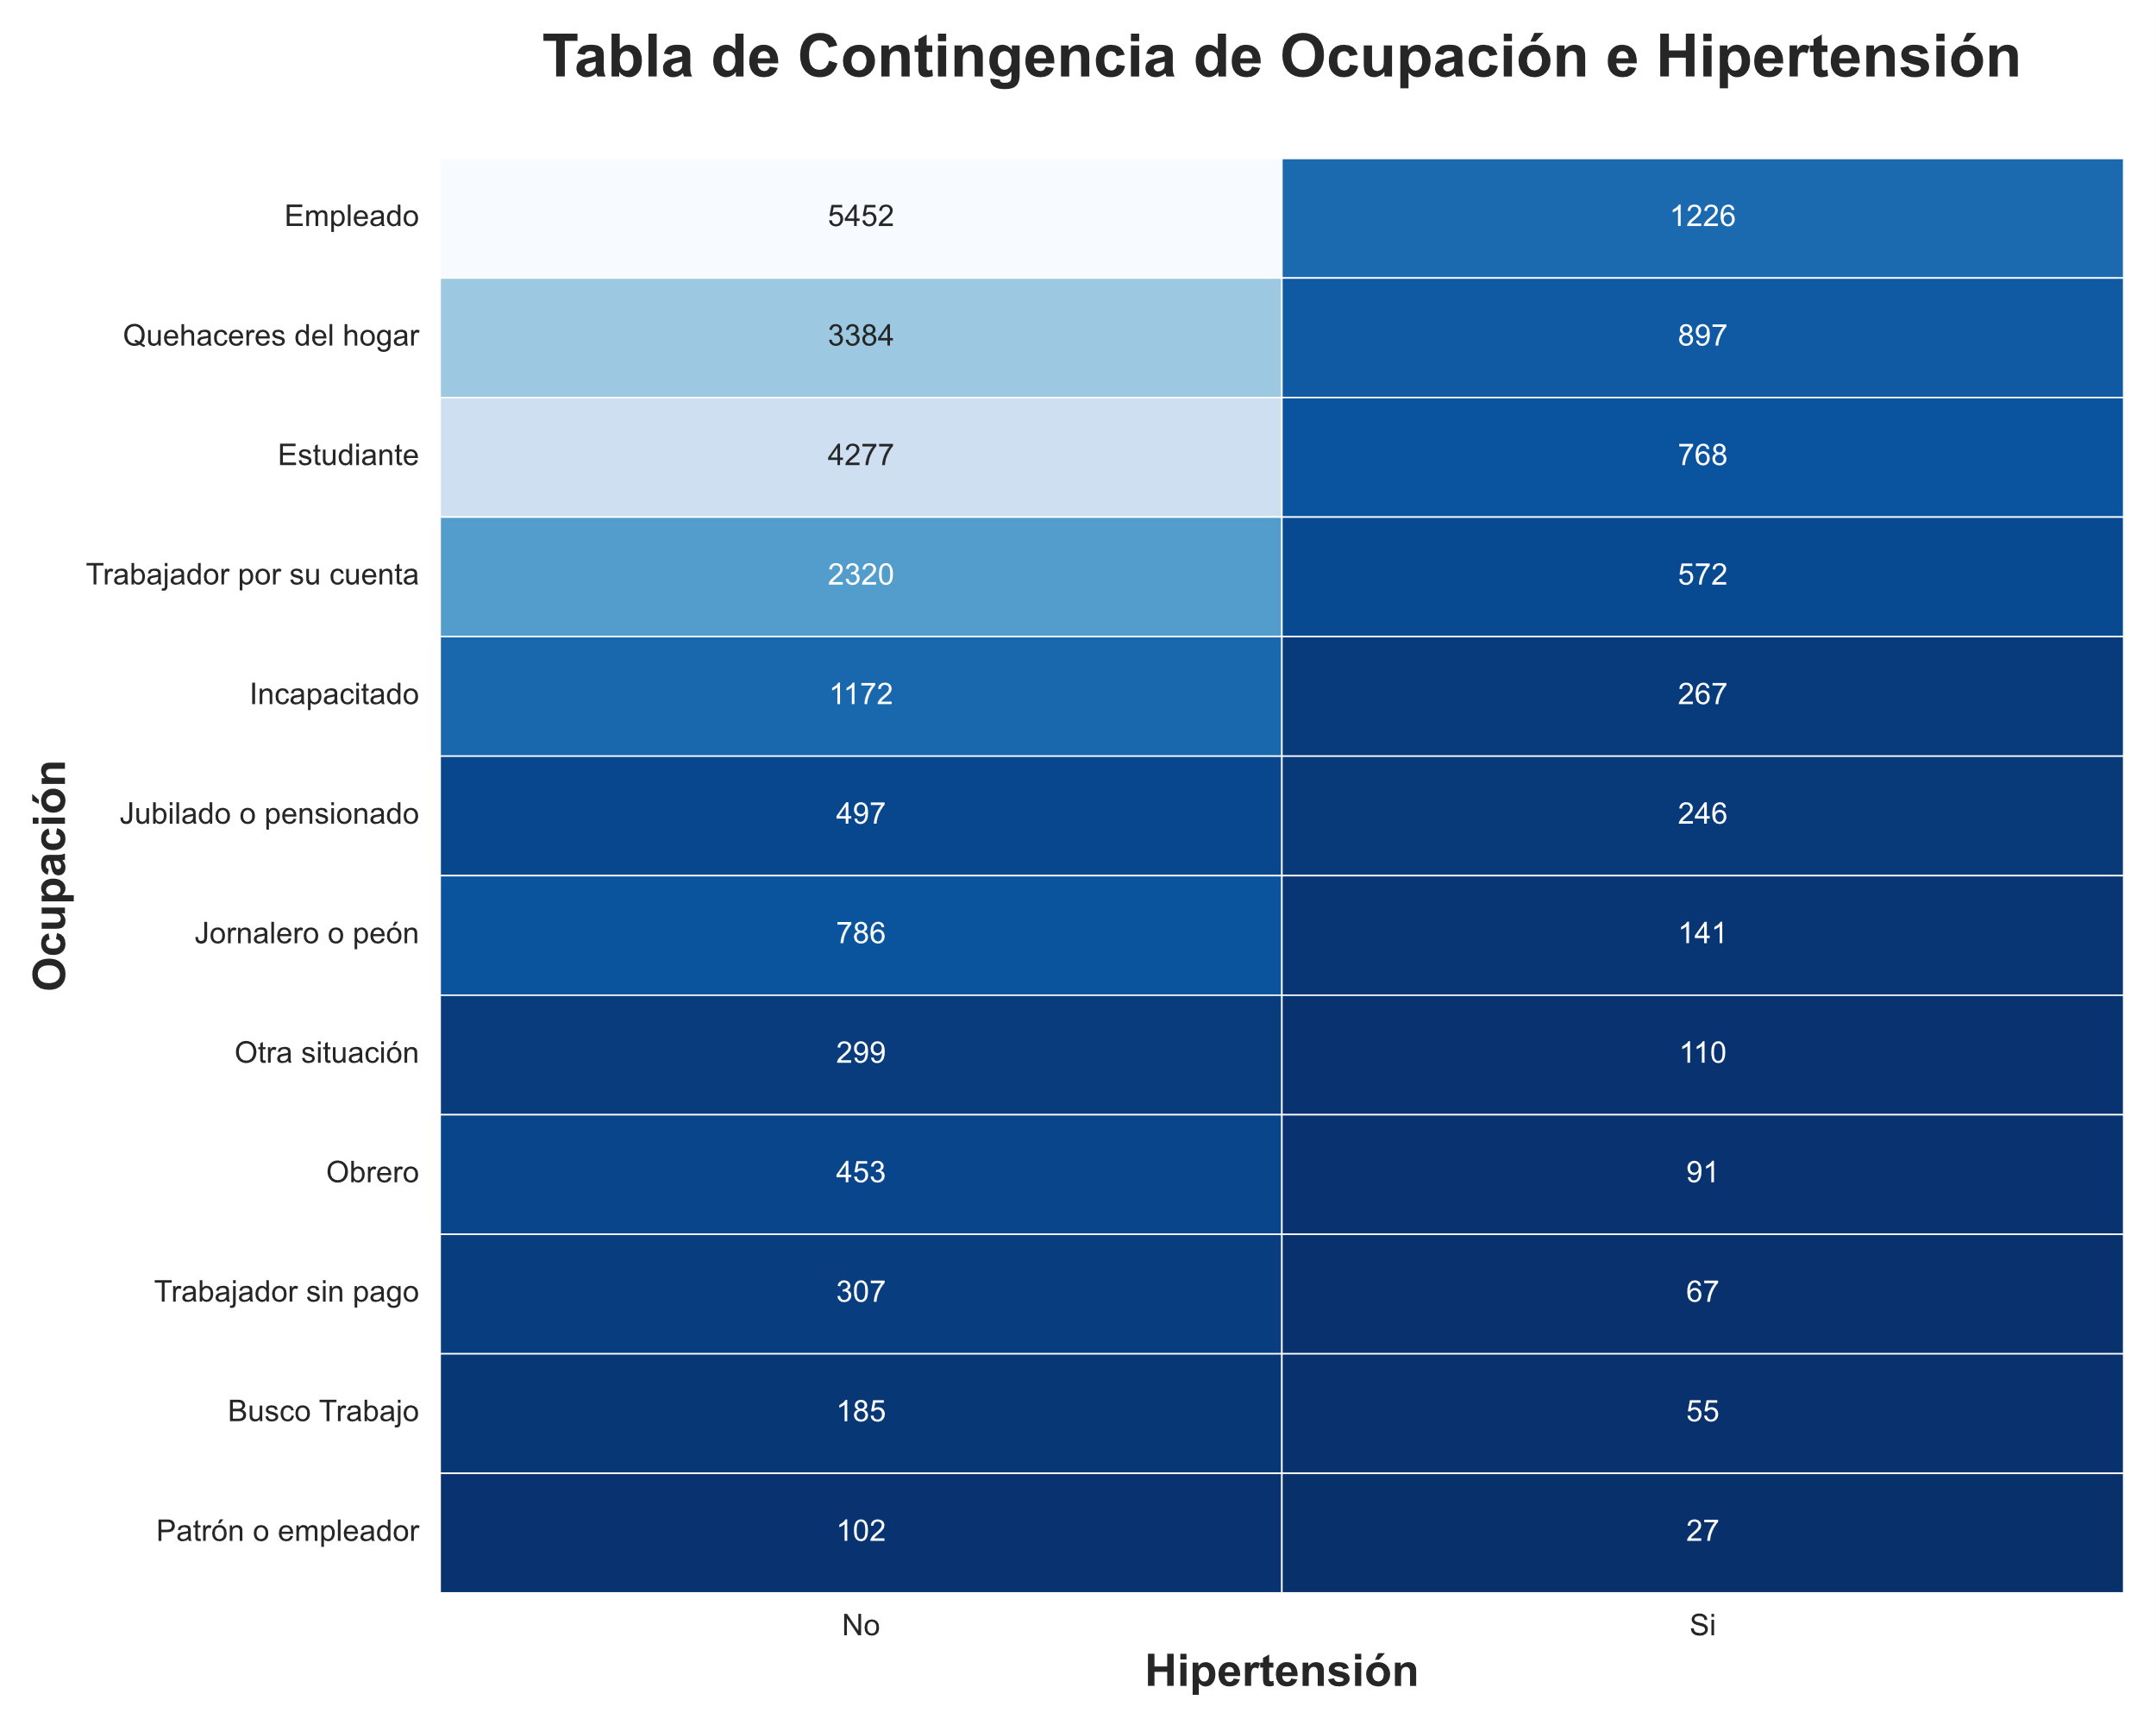 Tabla de Contingencia de Ocupación e Hipertensión
Empleado 5452 1226
Quehaceres del hogar 3384 897
Estudiante 4277 768
Trabajador por su cuenta 2320 572
Incapacitado 1172 267
Jubilado o pensionado 497 246
Jornalero o peón 786 141
Otra situación 299 110
Obrero 453 91
Trabajador sin pago 307 67
Busco Trabajo 185 55
Patrón o empleador 102 27
Ocupación
No Si
Hipertensión